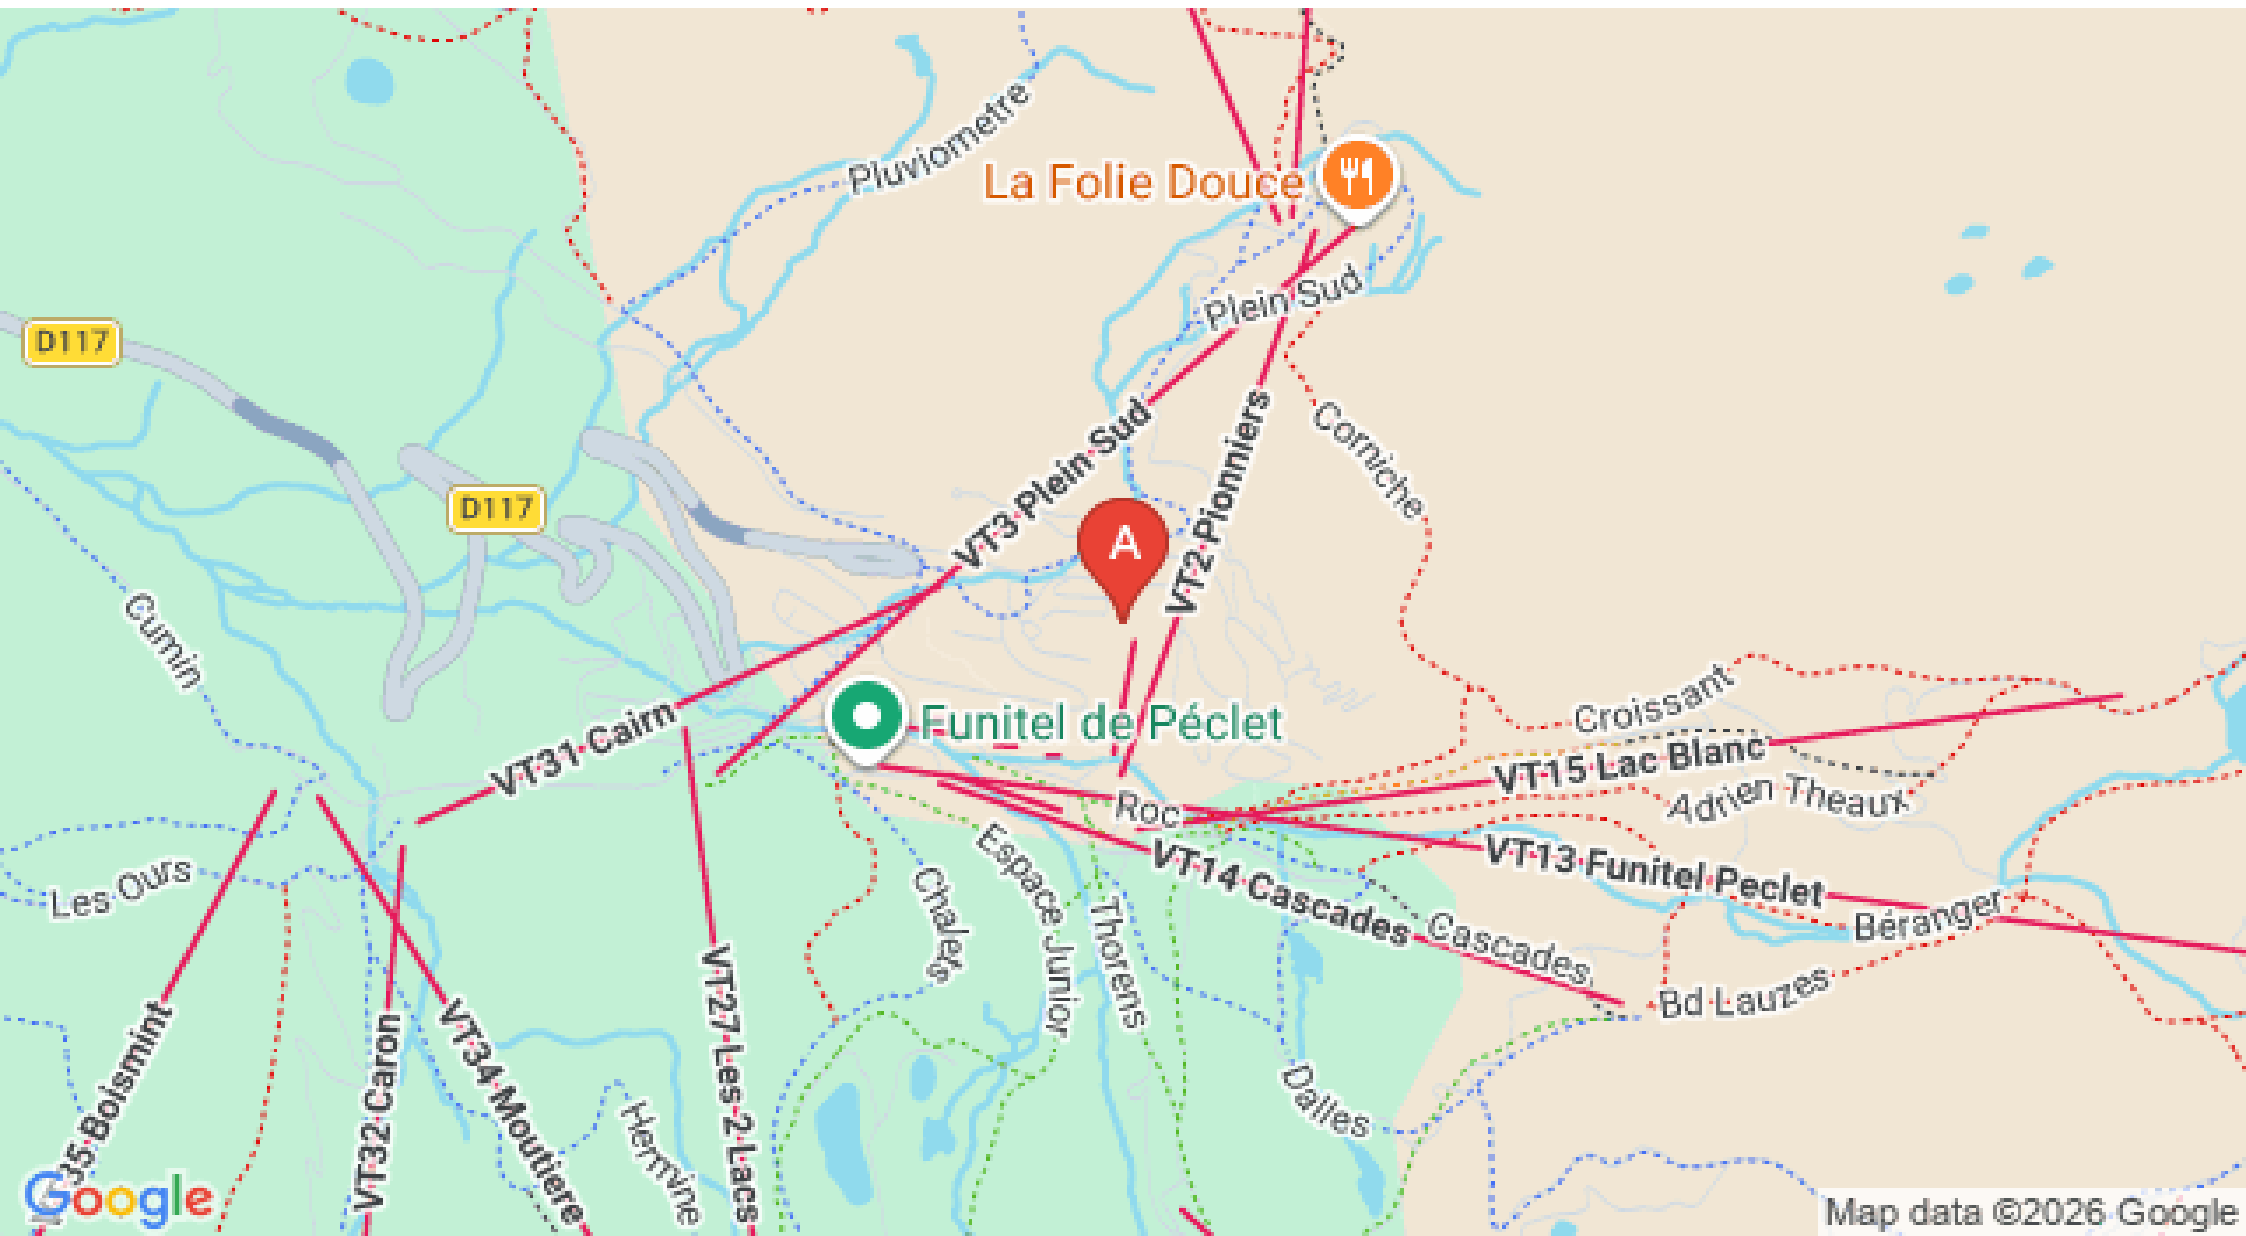 Pluviometre
La Folie Douce
Plein Sud
D117
VT3 Plein Sud
VT2 Pionniers
Corniche
D117
A
Cumin
Croissant
Funitel de Péclet
VT31 Cairn
VT15 Lac Blanc
Adrien Theaux
Roc
VT13 Funitel Peclet
VT14 Cascades
Espace Junior
Les Ours
Chalets
Thorens
Cascades
Béranger
Bd Lauzes
VT27 Les 2 Lacs
35 Boismint
VT32 Caron
VT34 Moutiere
Hermine
Dalles
Google
Map data ©2026 Google